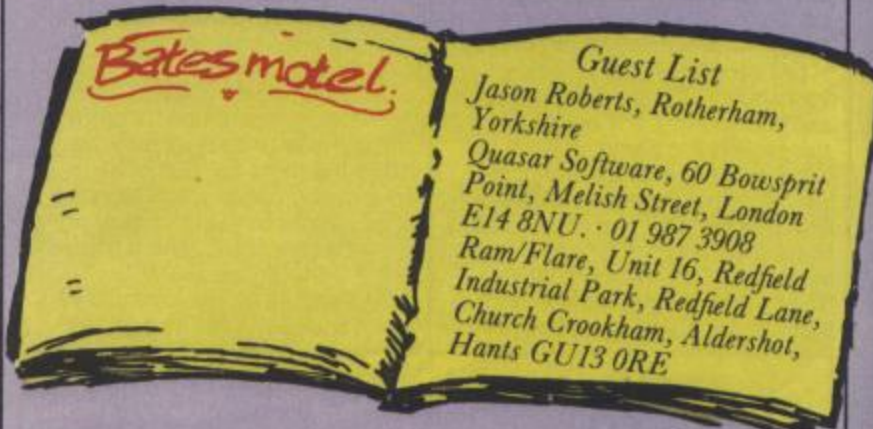 Bates motel.
Guest List
Jason Roberts, Rotherham,
Yorkshire
Quasar Software, 60 Bowsprit
Point, Melish Street, London
E14 8NU. · 01 987 3908
Ram/Flare, Unit 16, Redfield
Industrial Park, Redfield Lane,
Church Crookham, Aldershot,
Hants GU13 0RE